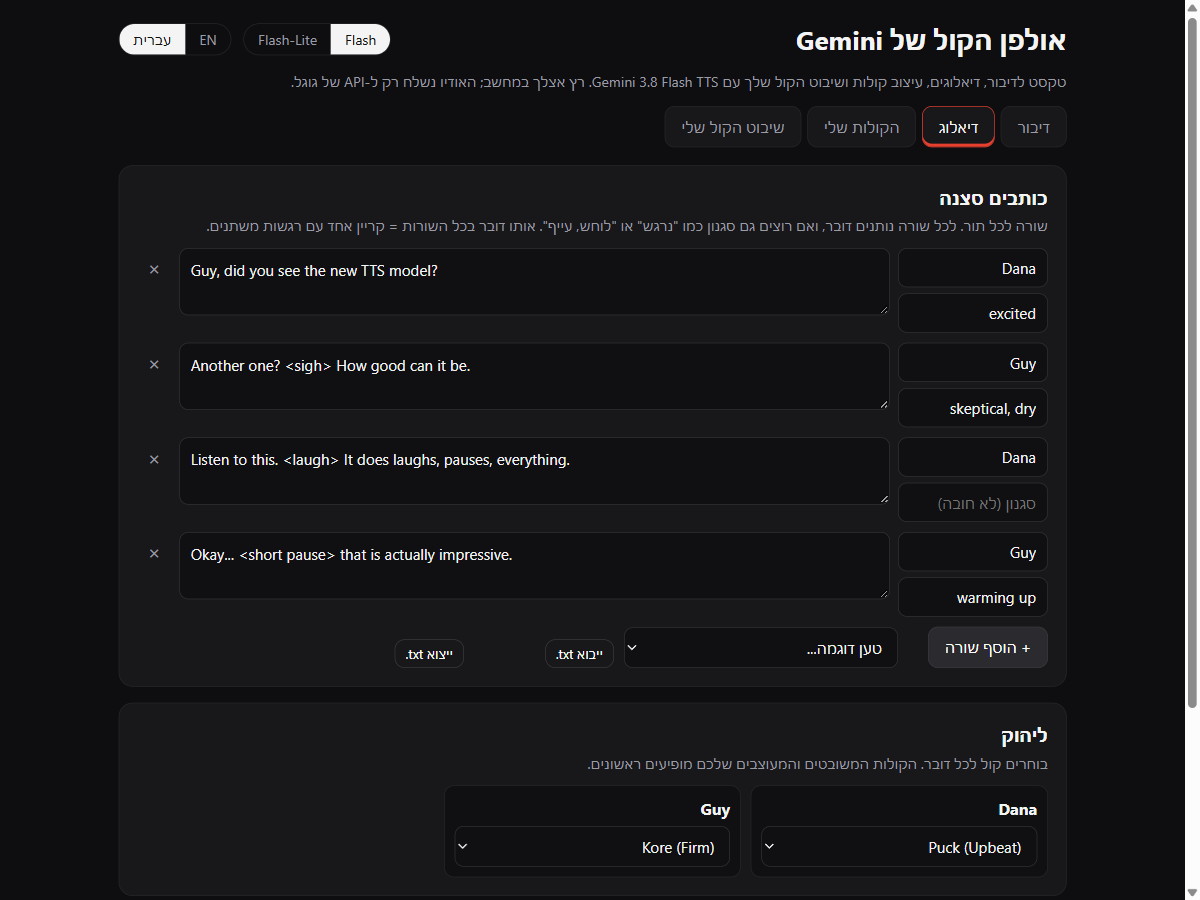 אולפן הקול של Gemini
Flash
Flash-Lite
EN
עברית
טקסט לדיבור, דיאלוגים, עיצוב קולות ושיבוט הקול שלך עם Gemini 3.8 Flash TTS. רץ אצלך במחשב; האודיו נשלח רק ל-API של גוגל.
דיבור
דיאלוג
הקולות שלי
שיבוט הקול שלי
כותבים סצנה
שורה לכל תור. לכל שורה נותנים דובר, ואם רוצים גם סגנון כמו "נרגש" או "לוחש, עייף". אותו דובר בכל השורות = קריין אחד עם רגשות משתנים.
Dana
Guy, did you see the new TTS model?
✕
excited
Guy
Another one? <sigh> How good can it be.
✕
skeptical, dry
Dana
Listen to this. <laugh> It does laughs, pauses, everything.
✕
סגנון (לא חובה)
Guy
Okay... <short pause> that is actually impressive.
✕
warming up
+ הוסף שורה
טען דוגמה...
ייבוא txt.
ייצוא txt.
ליהוק
בוחרים קול לכל דובר. הקולות המשובטים והמעוצבים שלכם מופיעים ראשונים.
Dana
Puck (Upbeat)
Guy
Kore (Firm)